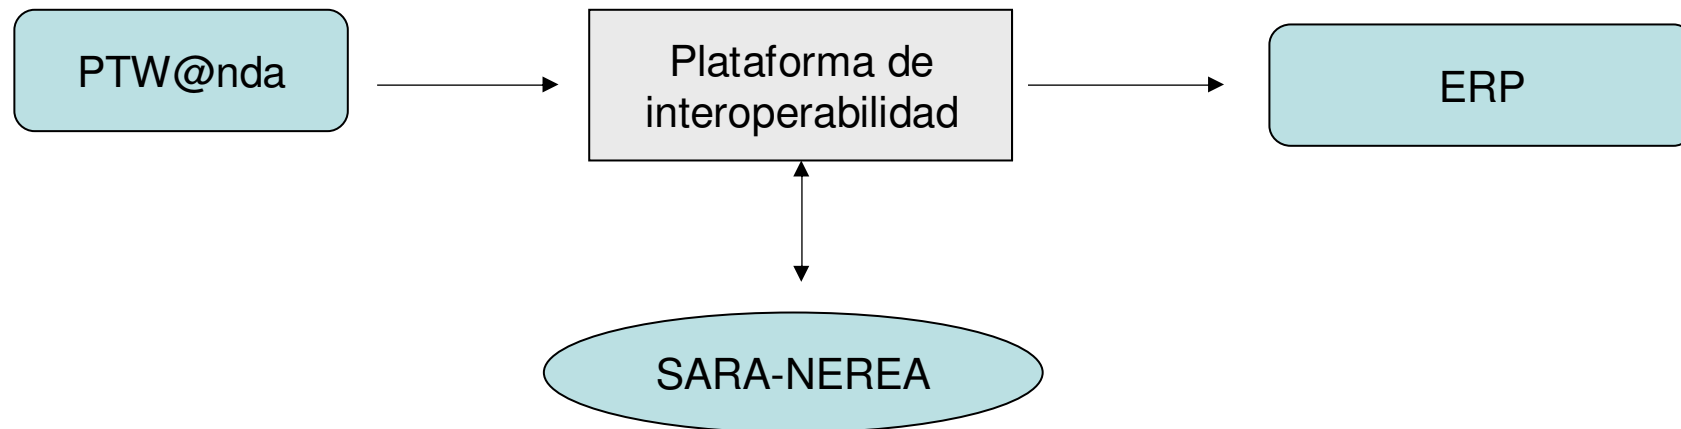 PTW@nda
Plataforma de
interoperabilidad
ERP
SARA-NEREA